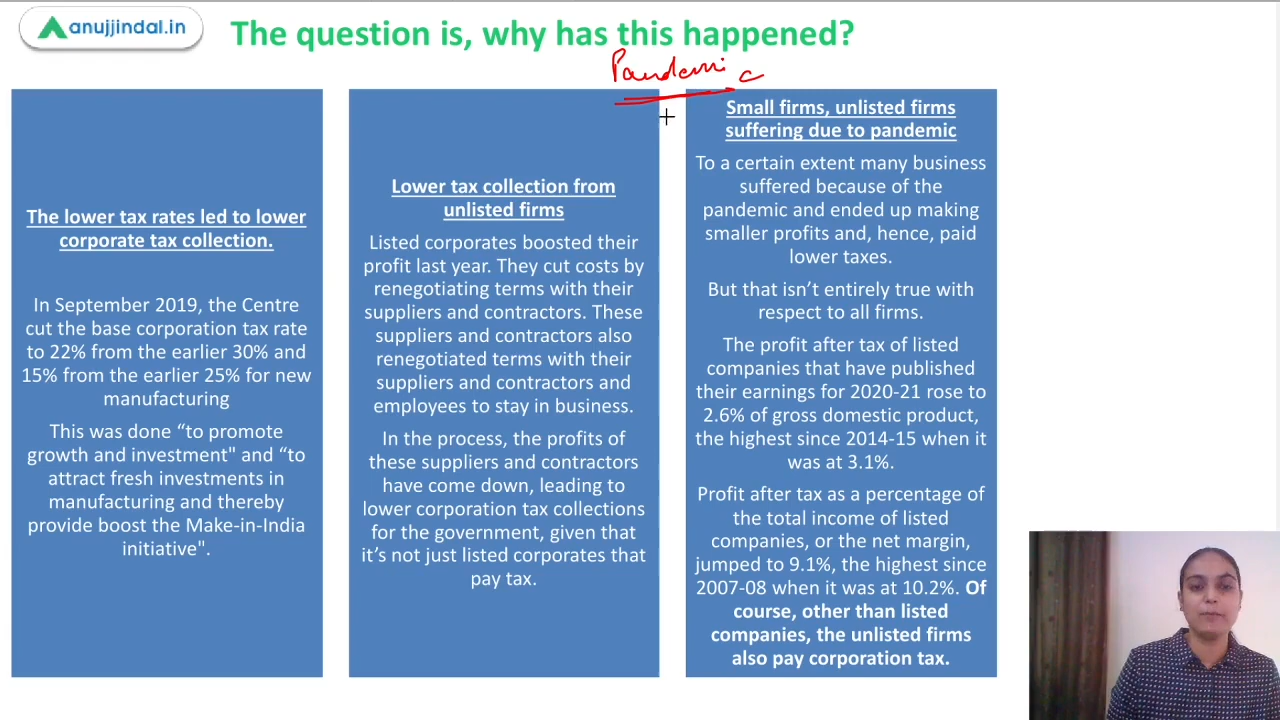 anujjindal.in
The question is, why has this happened?
Pandemic
The lower tax rates led to lower
corporate tax collection.
In September 2019, the Centre
cut the base corporation tax rate
to 22% from the earlier 30% and
15% from the earlier 25% for new
manufacturing
This was done “to promote
growth and investment" and “to
attract fresh investments in
manufacturing and thereby
provide boost the Make-in-India
initiative".
Lower tax collection from
unlisted firms
Listed corporates boosted their
profit last year. They cut costs by
renegotiating terms with their
suppliers and contractors. These
suppliers and contractors also
renegotiated terms with their
suppliers and contractors and
employees to stay in business.
In the process, the profits of
these suppliers and contractors
have come down, leading to
lower corporation tax collections
for the government, given that
it’s not just listed corporates that
pay tax.
Small firms, unlisted firms
suffering due to pandemic
To a certain extent many business
suffered because of the
pandemic and ended up making
smaller profits and, hence, paid
lower taxes.
But that isn’t entirely true with
respect to all firms.
The profit after tax of listed
companies that have published
their earnings for 2020-21 rose to
2.6% of gross domestic product,
the highest since 2014-15 when it
was at 3.1%.
Profit after tax as a percentage of
the total income of listed
companies, or the net margin,
jumped to 9.1%, the highest since
2007-08 when it was at 10.2%. Of
course, other than listed
companies, the unlisted firms
also pay corporation tax.